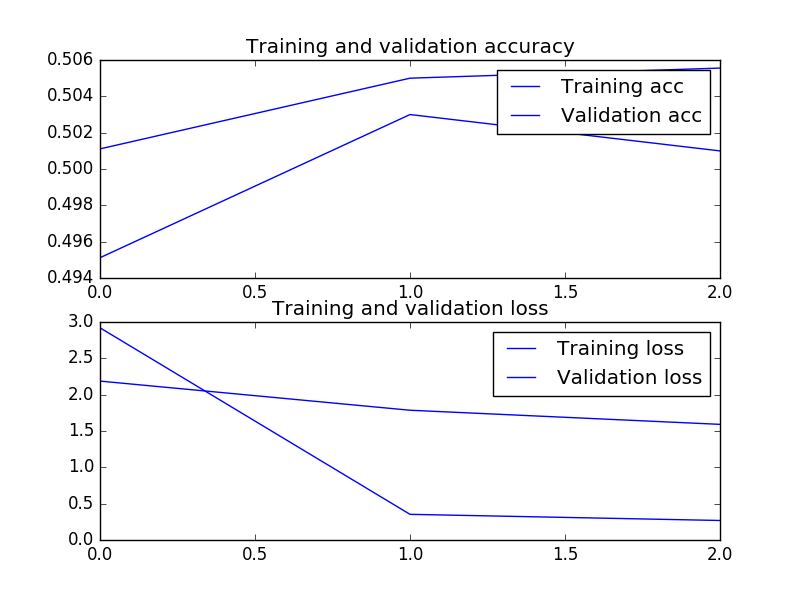 Training and validation accuracy
0.506
0.504
0.502
0.500
0.498
0.496
0.494
Training acc
Validation acc
0.0 0.5 1.0 1.5 2.0
Training and validation loss
3.0
2.5
2.0
1.5
1.0
0.5
0.0
Training loss
Validation loss
0.0 0.5 1.0 1.5 2.0